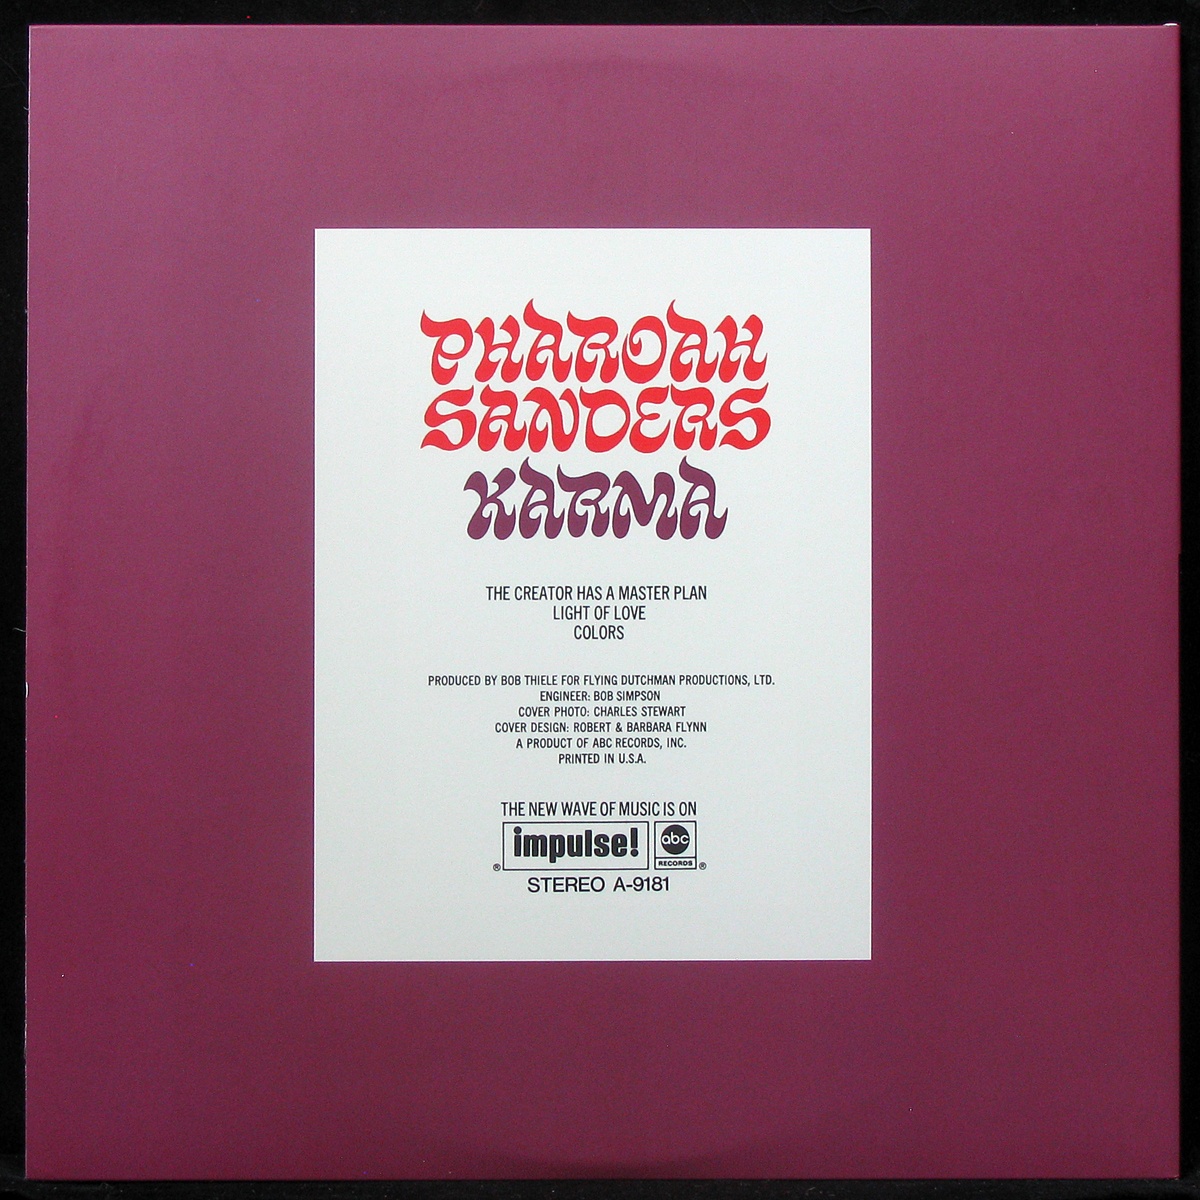 PHAROAH
SANDERS
KARMA
THE CREATOR HAS A MASTER PLAN
LIGHT OF LOVE
COLORS
PRODUCED BY BOB THIELE FOR FLYING DUTCHMAN PRODUCTIONS, LTD.
ENGINEER: BOB SIMPSON
COVER PHOTO: CHARLES STEWART
COVER DESIGN: ROBERT & BARBARA FLYNN
A PRODUCT OF ABC RECORDS, INC.
PRINTED IN U.S.A.
THE NEW WAVE OF MUSIC IS ON
® impulse! abc RECORDS ®
STEREO A-9181